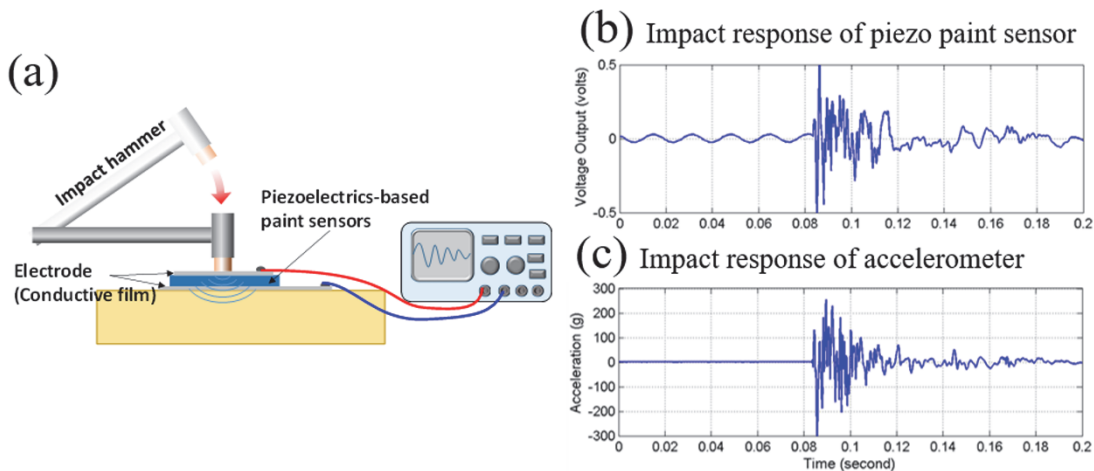 (a)
Impact hammer
Piezoelectrics-based
paint sensors
Electrode
(Conductive film)
(b) Impact response of piezo paint sensor
Voltage Output (volts)
0.5
0
-0.5
0 0.02 0.04 0.06 0.08 0.1 0.12 0.14 0.16 0.18 0.2
(c) Impact response of accelerometer
Acceleration (g)
300
200
100
0
-100
-200
-300
0 0.02 0.04 0.06 0.08 0.1 0.12 0.14 0.16 0.18 0.2
Time (second)